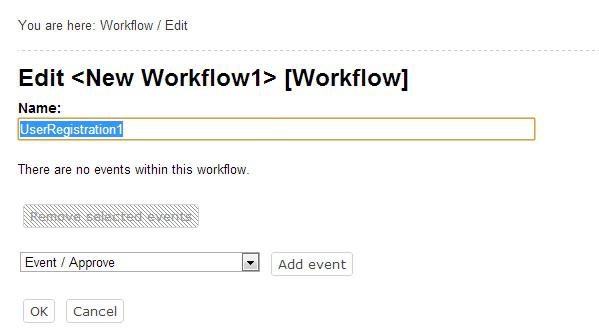 You are here: Workflow / Edit
Edit <New Workflow1> [Workflow]
Name:
UserRegistration1
There are no events within this workflow.
Remove selected events
Event / Approve
Add event
OK Cancel